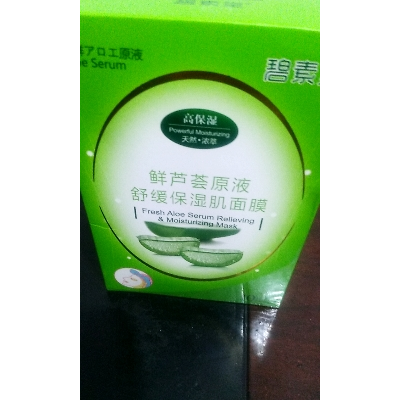 アロエ原液
Serum
碧素
高保湿
Powerful Moisturizing
天然·浓萃
鲜芦荟原液
舒缓保湿肌面膜
Fresh Aloe Serum Relieving
& Moisturizing Mask